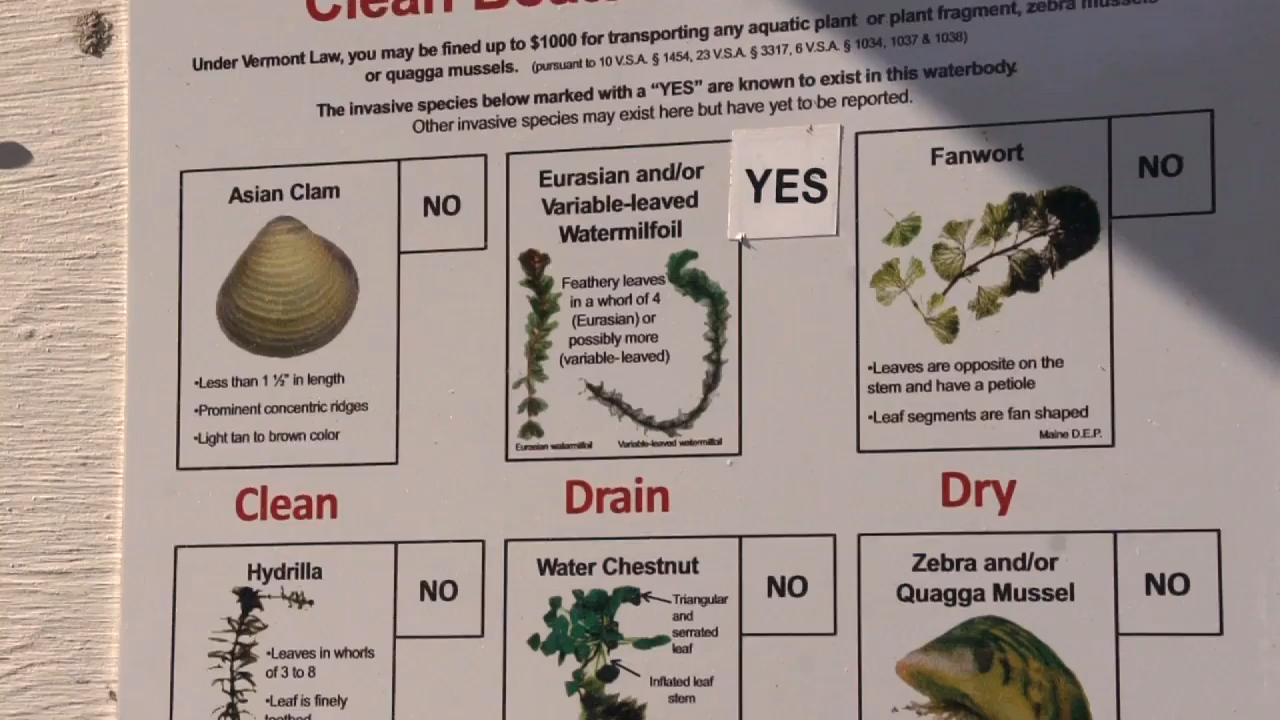 Clean
Under Vermont Law, you may be fined up to $1000 for transporting any aquatic plant or plant fragment, zebra mussels
or quagga mussels. (pursuant to 10 V.S.A. § 1454, 23 V.S.A. § 3317, 6 V.S.A. § 1034, 1037 & 1038)
The invasive species below marked with a “YES” are known to exist in this waterbody.
Other invasive species may exist here but have yet to be reported.
Asian Clam
NO
•Less than 1 ½” in length
•Prominent concentric ridges
•Light tan to brown color
Eurasian and/or
Variable-leaved
Watermilfoil
YES
Feathery leaves
in a whorl of 4
(Eurasian) or
possibly more
(variable-leaved)
Eurasian watermilfoil
Variable-leaved watermilfoil
Fanwort
NO
•Leaves are opposite on the
stem and have a petiole
•Leaf segments are fan shaped
Maine D.E.P.
Clean
Drain
Dry
Hydrilla
NO
•Leaves in whorls
of 3 to 8
•Leaf is finely
toothed
Water Chestnut
NO
Triangular
and
serrated
leaf
Inflated leaf
stem
Zebra and/or
Quagga Mussel
NO